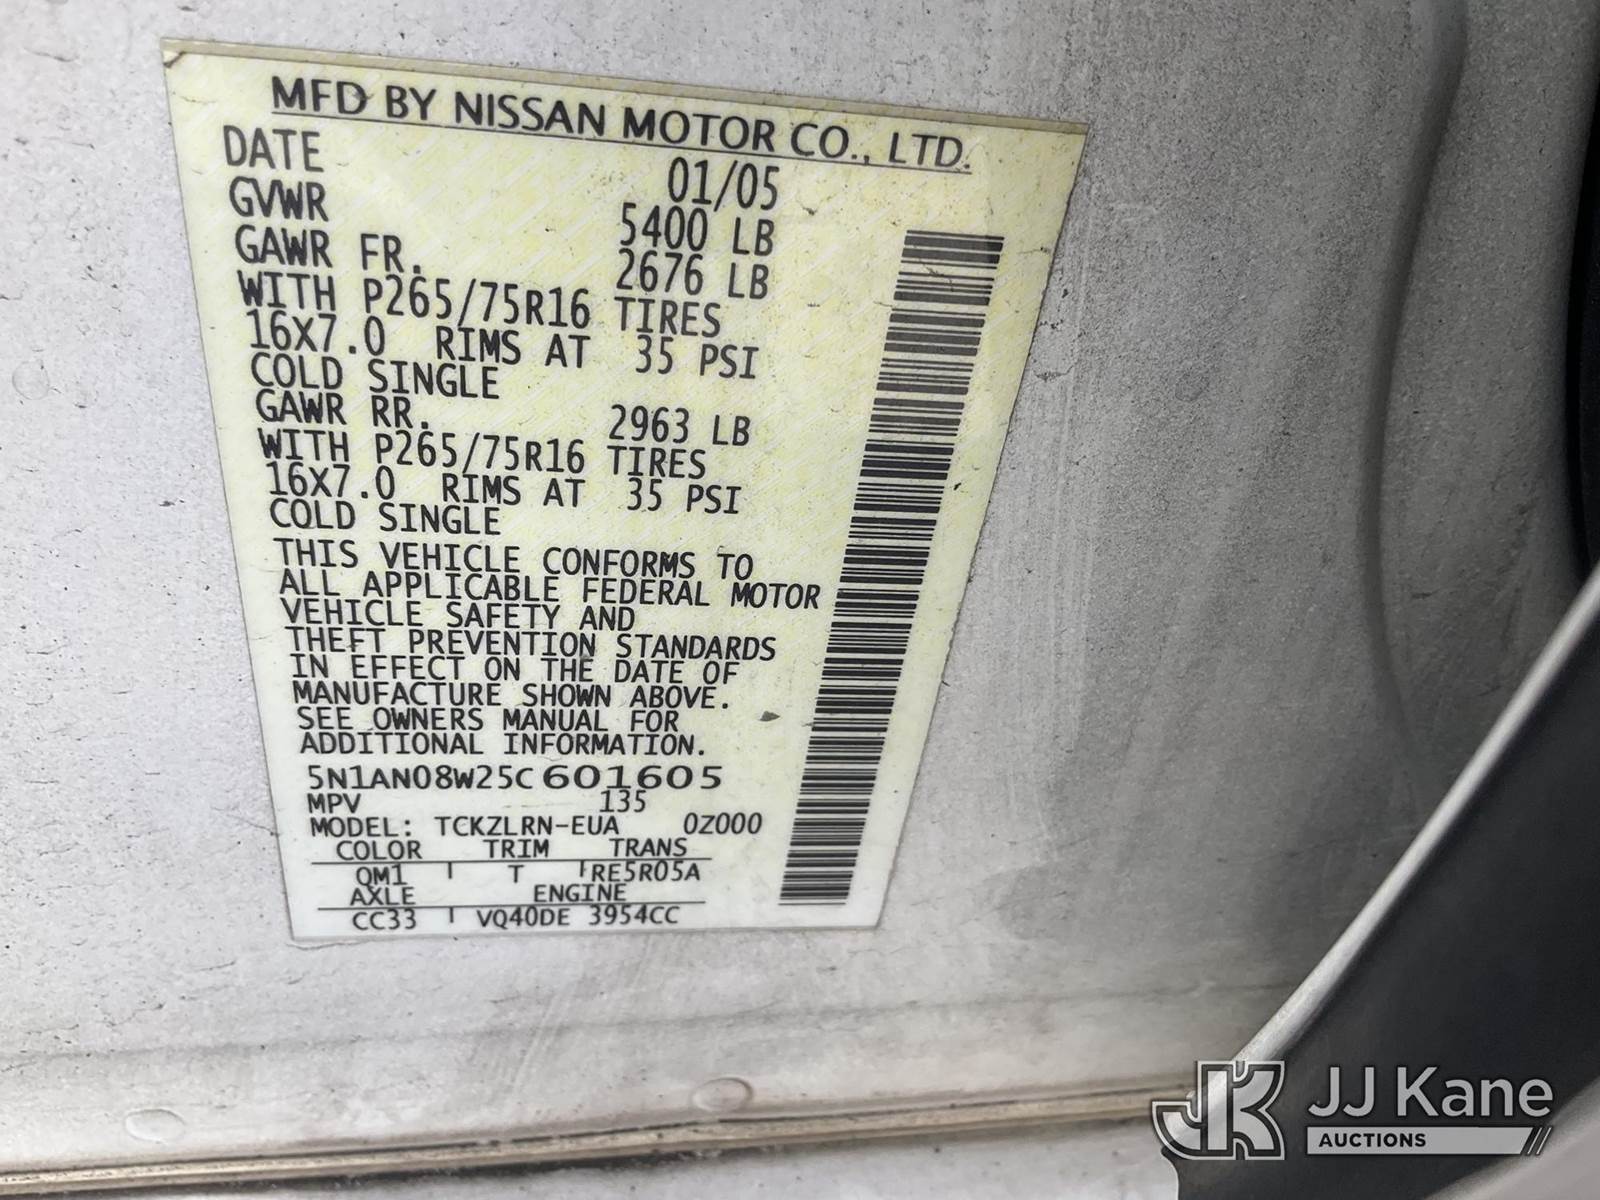 MFD BY NISSAN MOTOR CO., LTD.
DATE 01/05
GVWR 5400 LB
GAWR FR. 2676 LB
WITH P265/75R16 TIRES
16X7.0 RIMS AT 35 PSI
COLD SINGLE
GAWR RR. 2963 LB
WITH P265/75R16 TIRES
16X7.0 RIMS AT 35 PSI
COLD SINGLE
THIS VEHICLE CONFORMS TO
ALL APPLICABLE FEDERAL MOTOR
VEHICLE SAFETY AND
THEFT PREVENTION STANDARDS
IN EFFECT ON THE DATE OF
MANUFACTURE SHOWN ABOVE.
SEE OWNERS MANUAL FOR
ADDITIONAL INFORMATION.
5N1AN08W25C601605
MPV 135
MODEL: TCKZLRN-EUA 0Z000
COLOR TRIM TRANS
QM1 T RE5R05A
AXLE ENGINE
CC33 VQ40DE 3954CC
JK JJ Kane
AUCTIONS